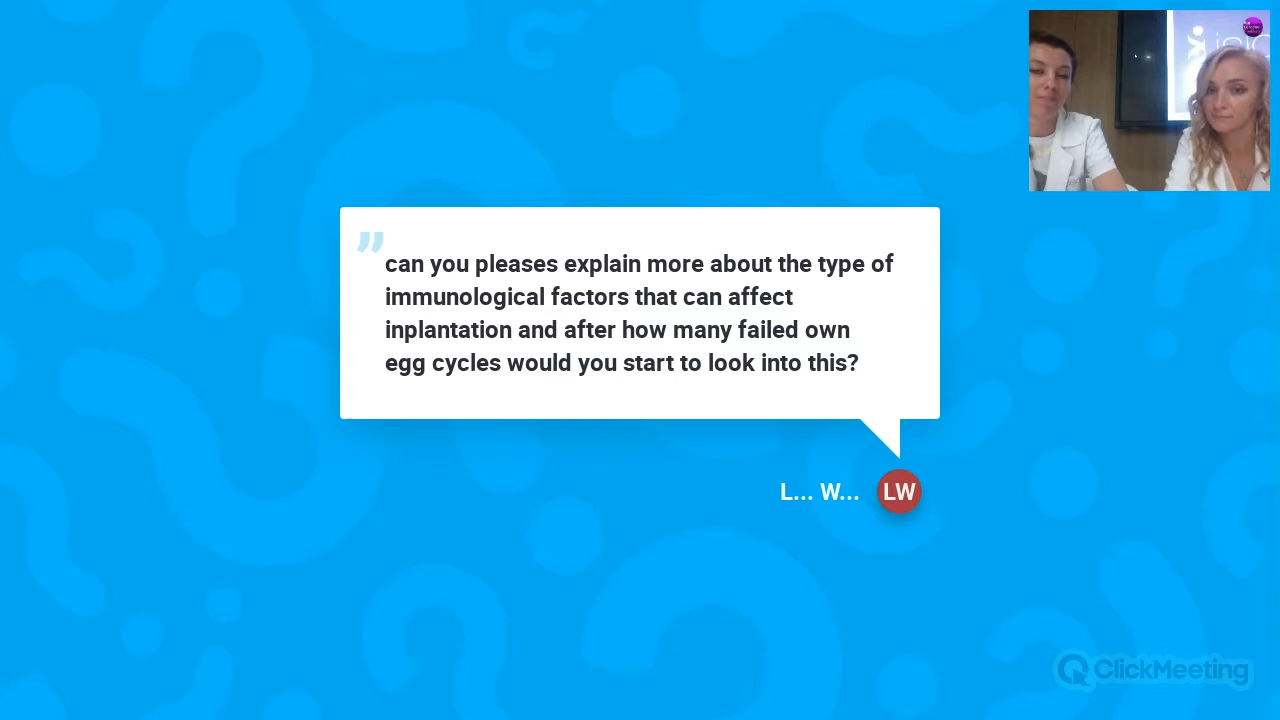 can you pleases explain more about the type of
immunological factors that can affect
inplantation and after how many failed own
egg cycles would you start to look into this?
L... W...
LW
ClickMeeting